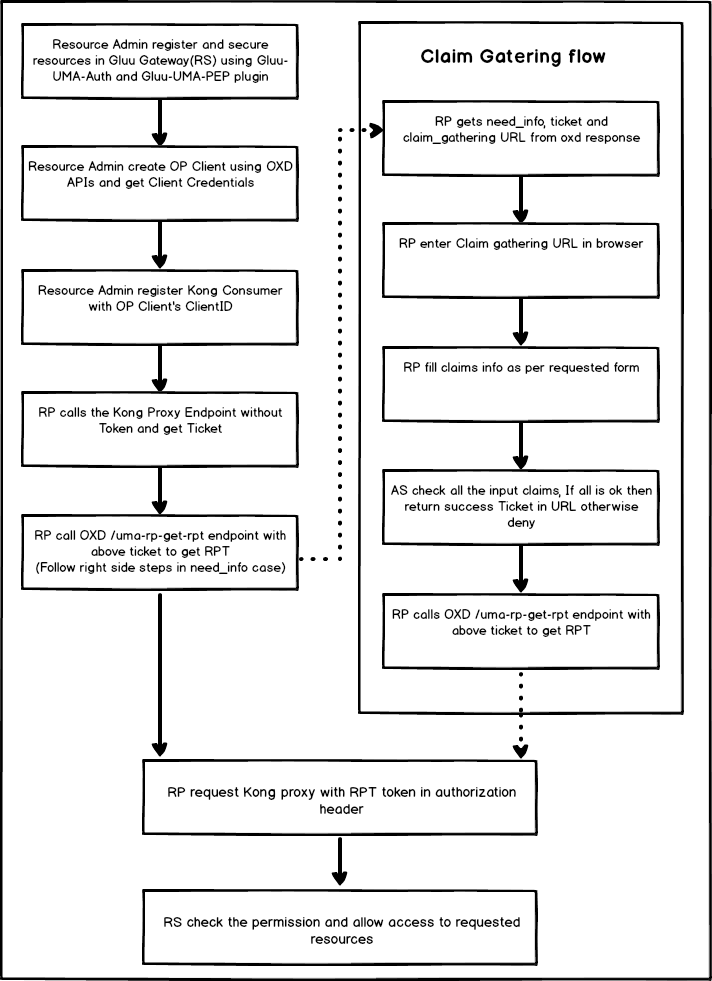 Resource Admin register and secure
resources in Gluu Gateway(RS) using Gluu-
UMA-Auth and Gluu-UMA-PEP plugin
Resource Admin create OP Client using OXD
APIs and get Client Credentials
Resource Admin register Kong Consumer
with OP Client's ClientID
RP calls the Kong Proxy Endpoint without
Token and get Ticket
RP call OXD /uma-rp-get-rpt endpoint with
above ticket to get RPT
(Follow right side steps in need_info case)
Claim Gatering flow
RP gets need_info, ticket and
claim_gathering URL from oxd response
RP enter Claim gathering URL in browser
RP fill claims info as per requested form
AS check all the input claims, If all is ok then
return success Ticket in URL otherwise
deny
RP calls OXD /uma-rp-get-rpt endpoint with
above ticket to get RPT
RP request Kong proxy with RPT token in authorization
header
RS check the permission and allow access to requested
resources